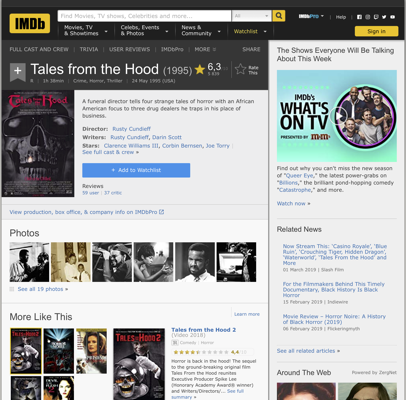 IMDb
Find Movies, TV shows, Celebrities and more...
All
IMDbPro
Help
Movies, TV
& Showtimes
Celebs, Events
& Photos
News &
Community
Watchlist
Sign in
FULL CAST AND CREW | TRIVIA | USER REVIEWS | IMDbPro | MORE
SHARE
Tales from the Hood (1995)
6,3
Rate
This
R | 1h 38min | Crime, Horror, Thriller | 24 May 1995 (USA)
A funeral director tells four strange tales of horror with an African
American focus to three drug dealers he traps in his place of
business.
Director: Rusty Cundieff
Writers: Rusty Cundieff, Darin Scott
Stars: Clarence Williams III, Corbin Bernsen, Joe Torry |
See full cast & crew »
+ Add to Watchlist
Reviews
59 user | 37 critic
View production, box office, & company info on IMDbPro
Photos
See all 19 photos »
More Like This
Learn more
Tales from the Hood 2
(Video 2018)
Comedy | Horror
4,4
Horror is back in the hood! The sequel
to the ground-breaking original film
Tales From the Hood reunites
Executive Producer Spike Lee
(Honorary Academy Award® winner)
and Writers/Directors/... See full
summary »
The Shows Everyone Will Be Talking
About This Week
IMDb's
WHAT'S
ON TV
PRESENTED BY
Find out why you can't miss the new season
of "Queer Eye," the latest power-grabs on
"Billions," the brilliant pond-hopping comedy
"Catastrophe," and more.
Watch now »
Related News
Now Stream This: 'Casino Royale', 'Blue
Ruin', 'Crouching Tiger, Hidden Dragon',
'Waterworld', 'Tales From the Hood' and
More
01 March 2019 | Slash Film
For the Filmmakers Behind This Timely
Documentary, Black History Is Black
Horror
15 February 2019 | Indiewire
Movie Review – Horror Noire: A History
of Black Horror (2019)
06 February 2019 | Flickeringmyth
See all related articles »
Around The Web
Powered by ZergNet